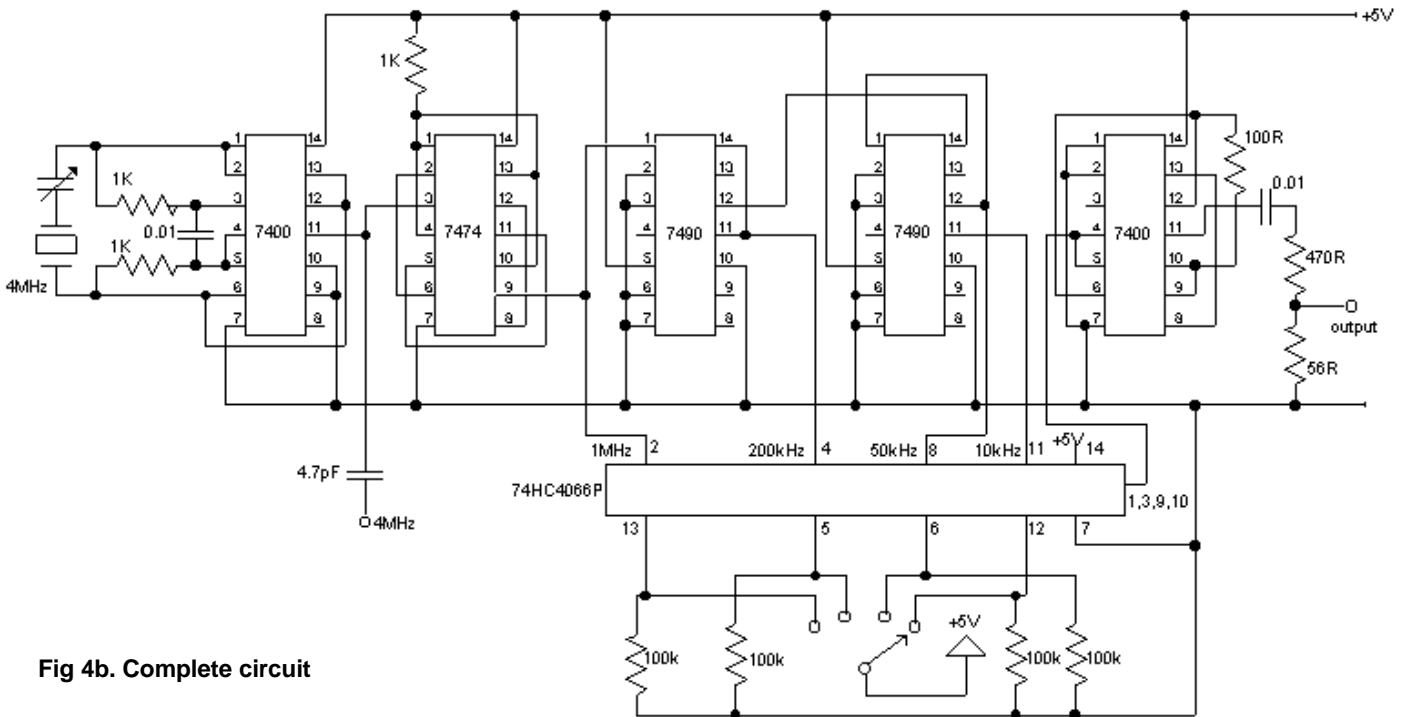 +5V
1K
1 14
2 13
3 12
4 11
5 10
6 9
7 8
7400
1 14
2 13
3 12
4 11
5 10
6 9
7 8
7474
1 14
2 13
3 12
4 11
5 10
6 9
7 8
7490
1 14
2 13
3 12
4 11
5 10
6 9
7 8
7490
1 14
2 13
3 12
4 11
5 10
6 9
7 8
7400
1K
0.01
1K
4MHz
100R
0.01
470R
output
56R
1MHz 2 200kHz 4 50kHz 8 10kHz 11 +5V 14
4.7pF
4MHz
74HC4066P
1,3,9,10
13 5 6 12 7
+5V
100k 100k 100k 100k
Fig 4b. Complete circuit